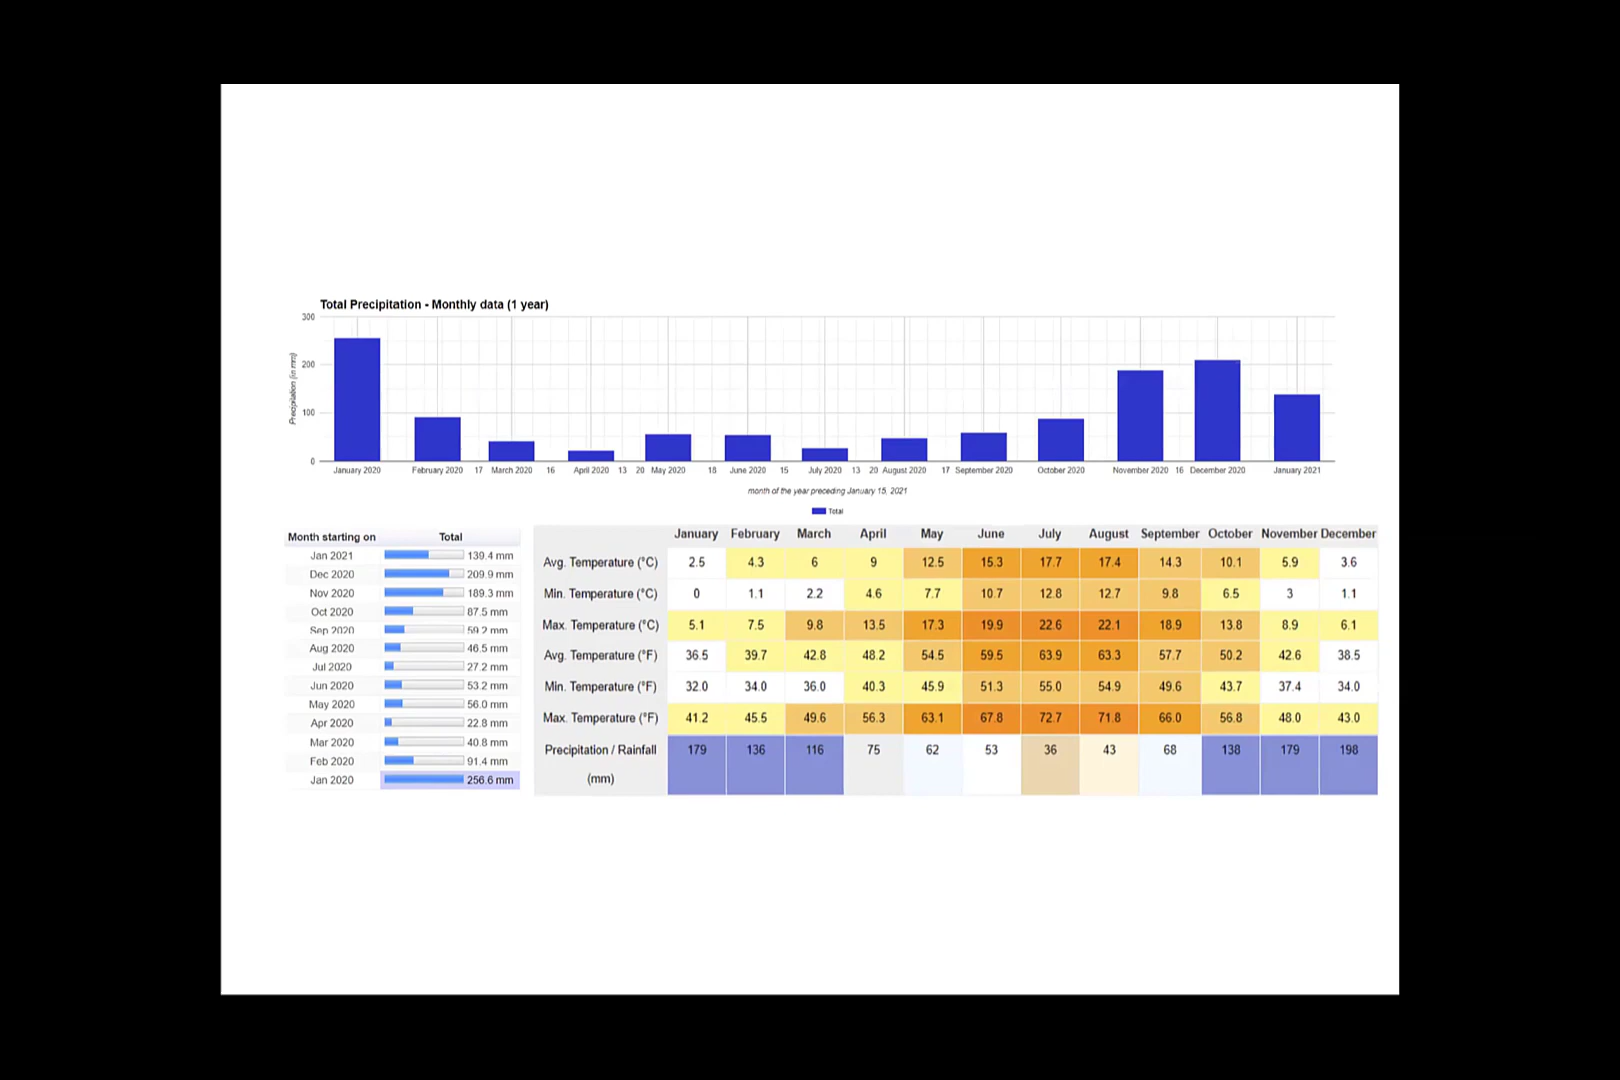 Total Precipitation - Monthly data (1 year)
300
200
100
0
Precipitation (in mm)
January 2020 February 2020 17 March 2020 16 April 2020 13 20 May 2020 18 June 2020 15 July 2020 13 20 August 2020 17 September 2020 October 2020 November 2020 16 December 2020 January 2021
month of the year preceding January 15, 2021
Total
Month starting on Total
Jan 2021 139.4 mm
Dec 2020 209.9 mm
Nov 2020 189.3 mm
Oct 2020 87.5 mm
Sep 2020 59.2 mm
Aug 2020 46.5 mm
Jul 2020 27.2 mm
Jun 2020 53.2 mm
May 2020 56.0 mm
Apr 2020 22.8 mm
Mar 2020 40.8 mm
Feb 2020 91.4 mm
Jan 2020 256.6 mm
January February March April May June July August September October November December
Avg. Temperature (°C) 2.5 4.3 6 9 12.5 15.3 17.7 17.4 14.3 10.1 5.9 3.6
Min. Temperature (°C) 0 1.1 2.2 4.6 7.7 10.7 12.8 12.7 9.8 6.5 3 1.1
Max. Temperature (°C) 5.1 7.5 9.8 13.5 17.3 19.9 22.6 22.1 18.9 13.8 8.9 6.1
Avg. Temperature (°F) 36.5 39.7 42.8 48.2 54.5 59.5 63.9 63.3 57.7 50.2 42.6 38.5
Min. Temperature (°F) 32.0 34.0 36.0 40.3 45.9 51.3 55.0 54.9 49.6 43.7 37.4 34.0
Max. Temperature (°F) 41.2 45.5 49.6 56.3 63.1 67.8 72.7 71.8 66.0 56.8 48.0 43.0
Precipitation / Rainfall 179 136 116 75 62 53 36 43 68 138 179 198
(mm)